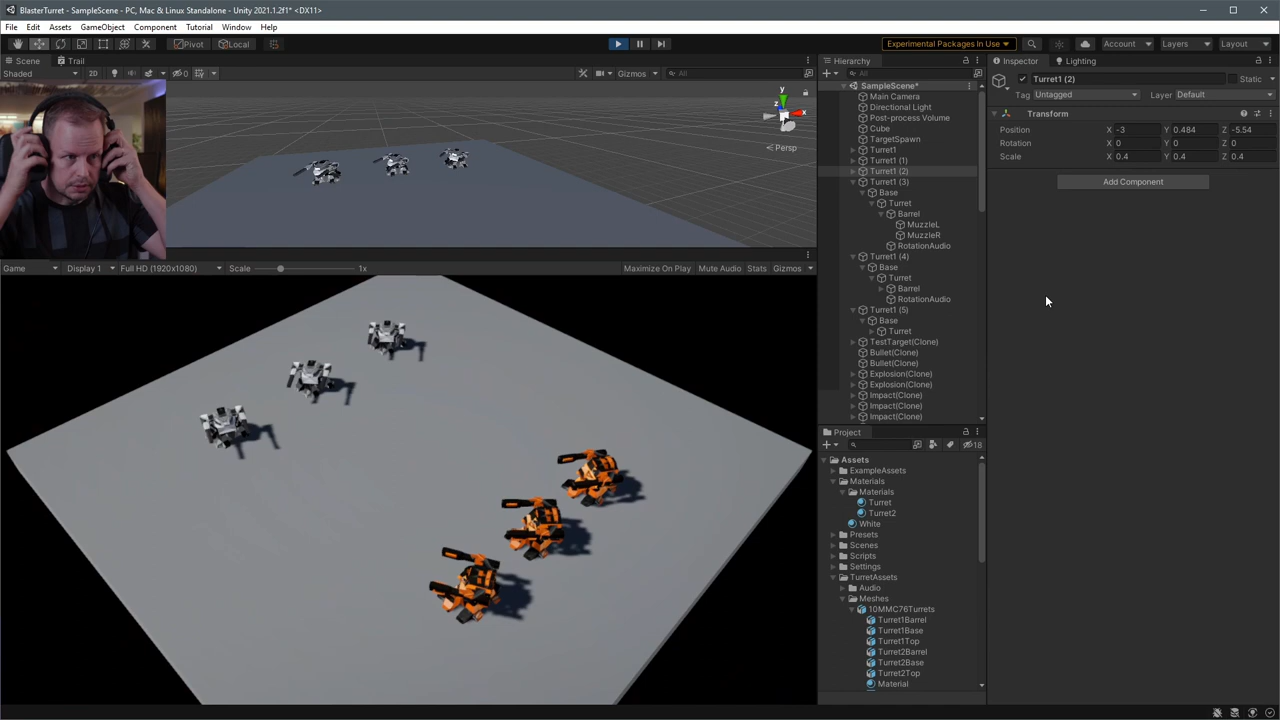 BlasterTurret - SampleScene - PC, Mac & Linux Standalone - Unity 2021.1.2f1* <DX11>
File Edit Assets GameObject Component Tutorial Window Help
Pivot Local Experimental Packages In Use Account Layers Layout
Scene Trail
Shaded 2D 0 Gizmos All
y
z
x
Persp
Game Display 1 Full HD (1920x1080) Scale 1x Maximize On Play Mute Audio Stats Gizmos
Hierarchy
All
SampleScene*
Main Camera
Directional Light
Post-process Volume
Cube
TargetSpawn
Turret1
Turret1 (1)
Turret1 (2)
Turret1 (3)
Base
Turret
Barrel
MuzzleL
MuzzleR
RotationAudio
Turret1 (4)
Base
Turret
Barrel
RotationAudio
Turret1 (5)
Base
Turret
TestTarget(Clone)
Bullet(Clone)
Bullet(Clone)
Explosion(Clone)
Explosion(Clone)
Impact(Clone)
Impact(Clone)
Impact(Clone)
Project
18
Assets
ExampleAssets
Materials
Materials
Turret
Turret2
White
Presets
Scenes
Scripts
Settings
TurretAssets
Audio
Meshes
10MMC76Turrets
Turret1Barrel
Turret1Base
Turret1Top
Turret2Barrel
Turret2Base
Turret2Top
Material
Inspector Lighting
Turret1 (2) Static
Tag Untagged Layer Default
Transform
Position X -3 Y 0.484 Z -5.54
Rotation X 0 Y 0 Z 0
Scale X 0.4 Y 0.4 Z 0.4
Add Component